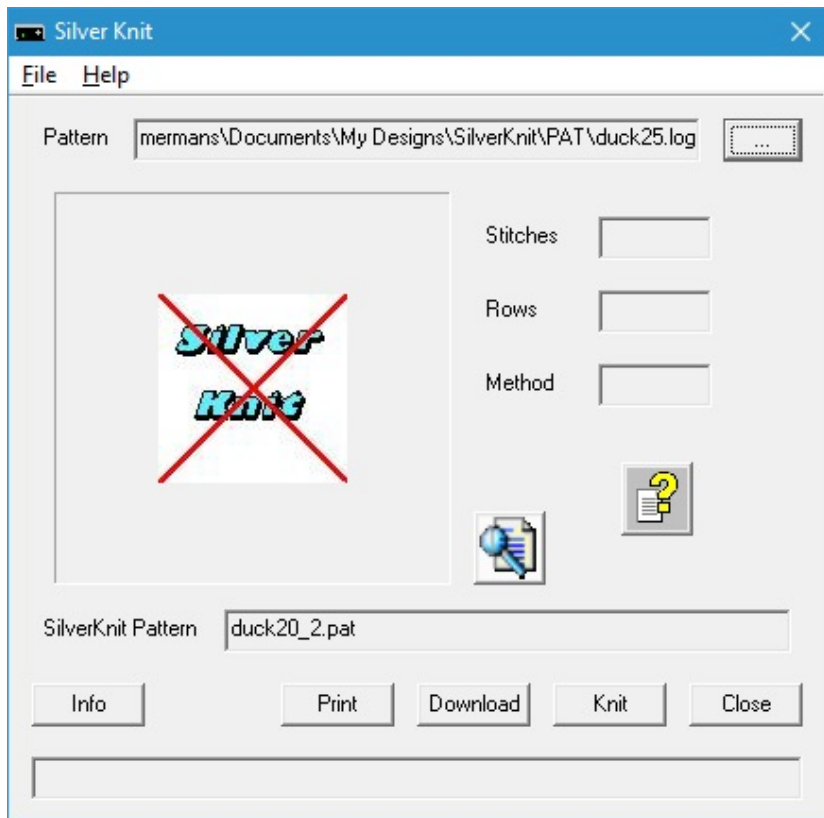 Silver Knit
File Help
Pattern mermans\Documents\My Designs\SilverKnit\PAT\duck25.log ...
Silver
Knit
Stitches
Rows
Method
SilverKnit Pattern duck20_2.pat
Info Print Download Knit Close